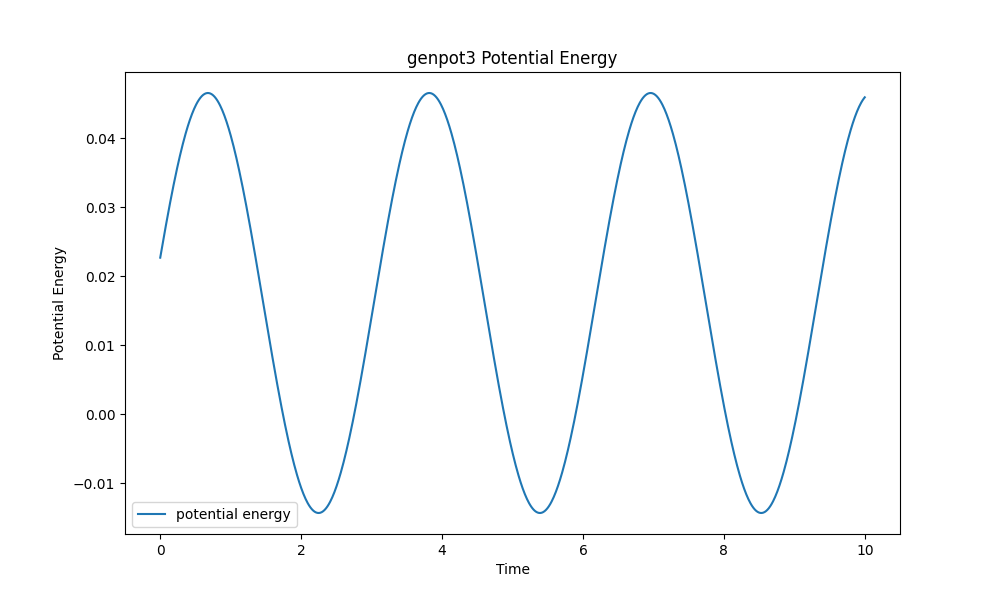 genpot3 Potential Energy
Potential Energy
0.04
0.03
0.02
0.01
0.00
−0.01
potential energy
0 2 4 6 8 10
Time